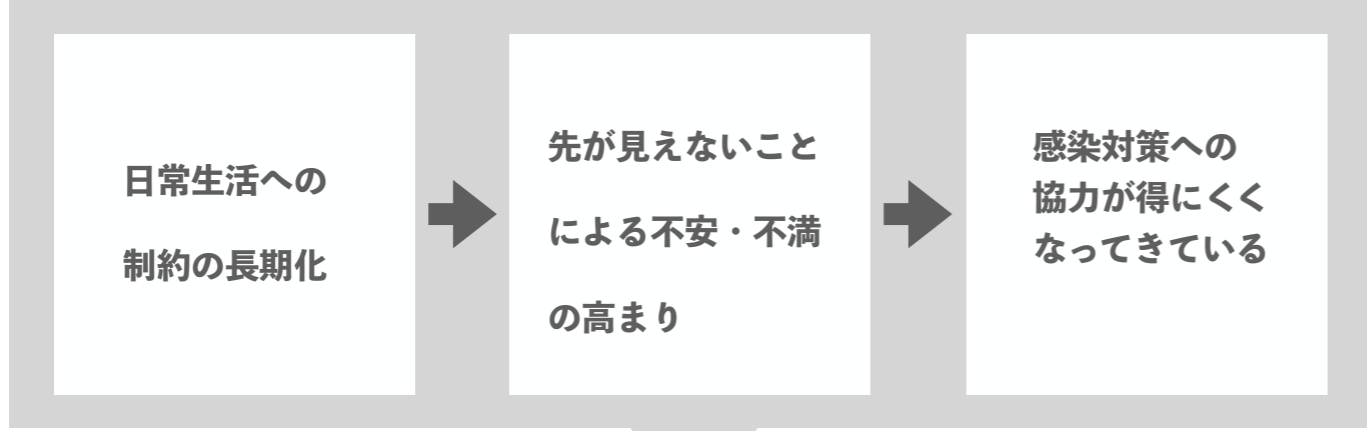 日常生活への
制約の長期化
先が見えないこと
による不安・不満
の高まり
感染対策への
協力が得にくく
なってきている